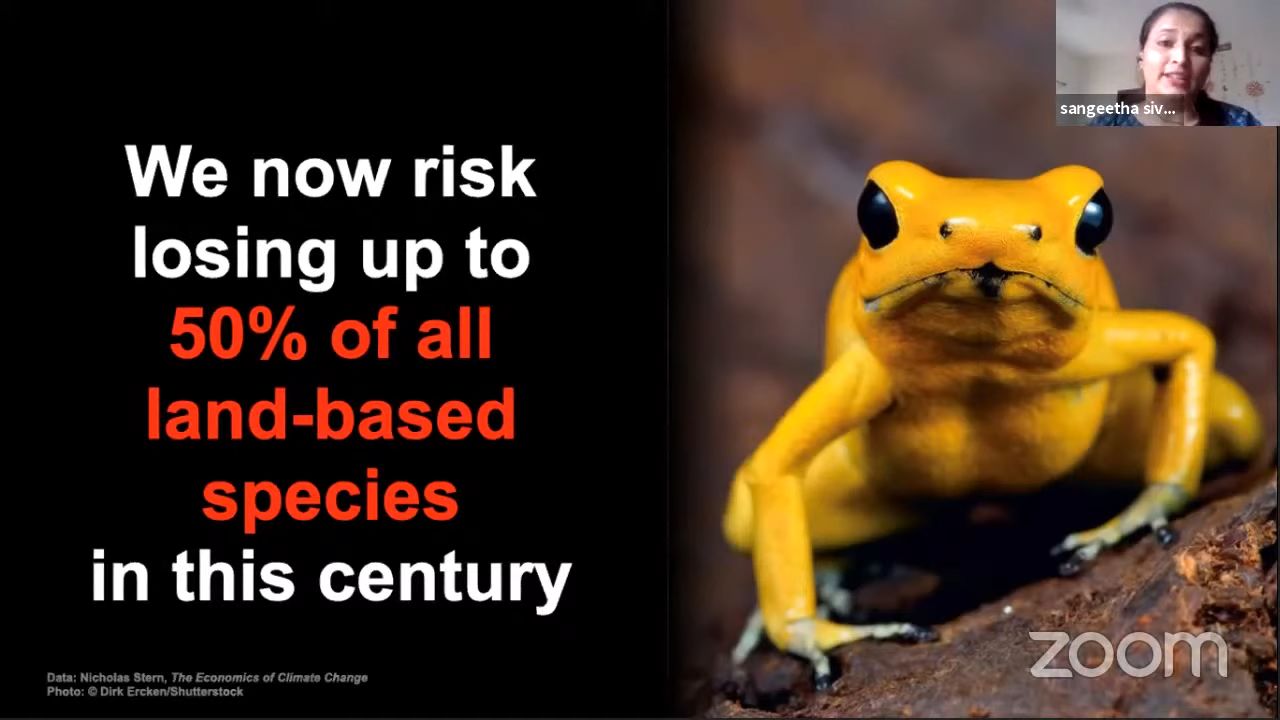 We now risk
losing up to
50% of all
land-based
species
in this century
Data: Nicholas Stern, The Economics of Climate Change
Photo: © Dirk Ercken/Shutterstock
sangeetha siv...
zoom